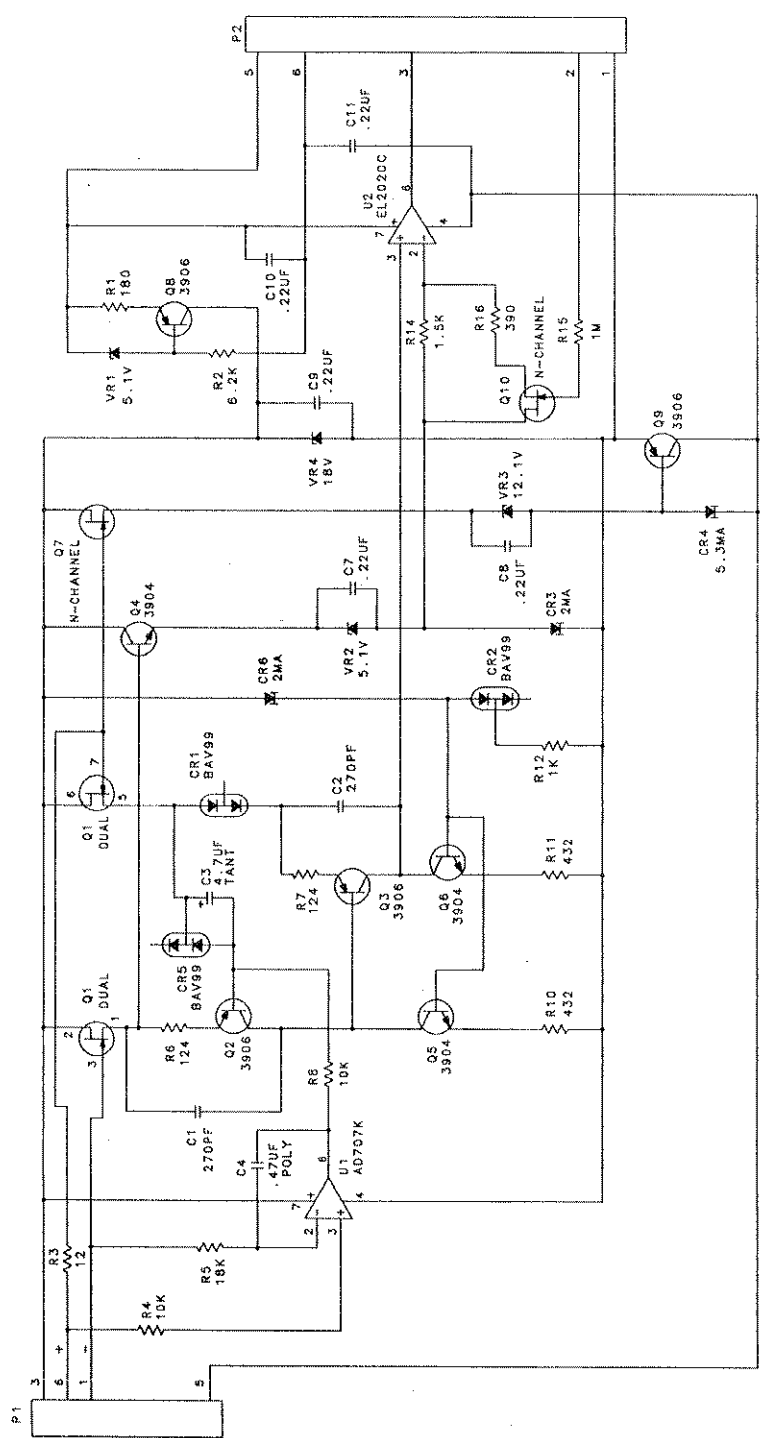 P1
3
6
+
1
-
5
R3
12
R4
10K
R5
18K
C4
.47UF
POLY
2
3
7
-
+
+
6
4
U1
AD707K
R8
10K
C1
270PF
Q1
DUAL
2
3
1
R6
124
Q2
3906
CR5
BAV99
C3
4.7UF
TANT
+
Q1
DUAL
6
7
5
CR1
BAV99
R7
124
C2
270PF
Q3
3906
Q5
3904
Q6
3904
R10
432
R11
432
R12
1K
CR2
BAV99
CR6
2MA
Q4
3904
VR2
5.1V
C7
.22UF
CR3
2MA
Q7
N-CHANNEL
C8
.22UF
VR3
12.1V
CR4
5.3MA
Q9
3906
VR4
18V
C9
.22UF
VR1
5.1V
R2
6.2K
R1
180
Q8
3906
C10
.22UF
R14
1.5K
Q10
N-CHANNEL
R16
390
R15
1M
3
2
7
+
-
+
6
4
U2
EL2020C
C11
.22UF
P2
5
6
3
2
1